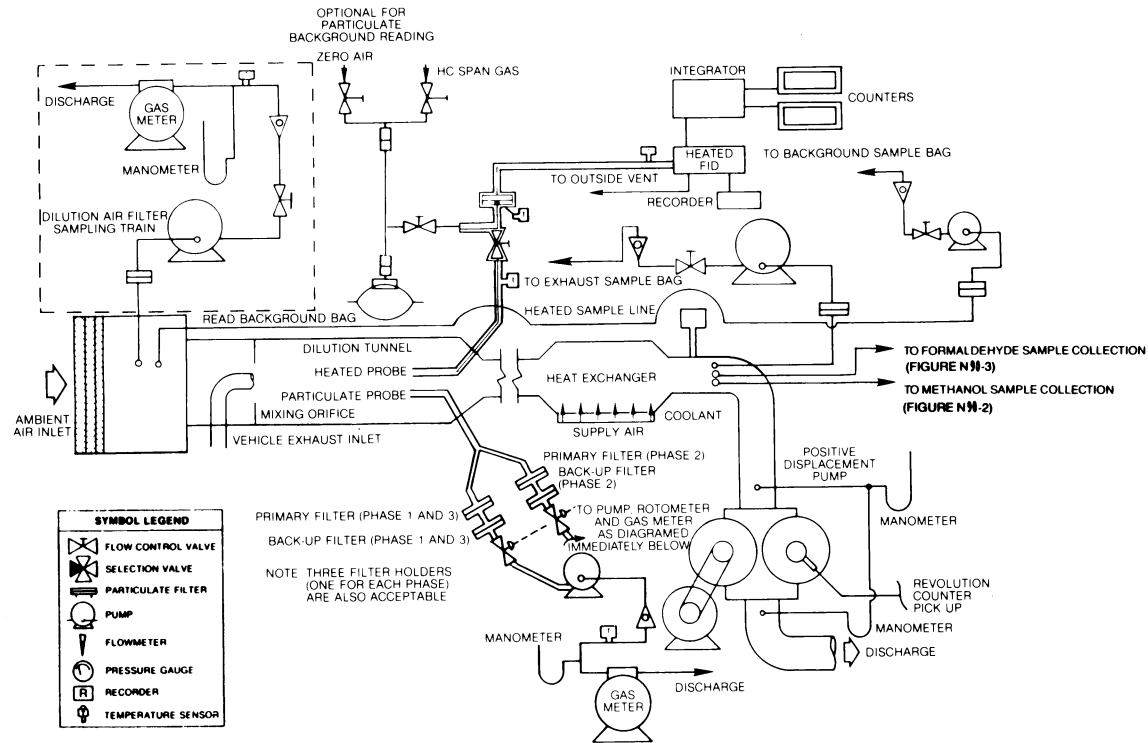 OPTIONAL FOR
PARTICULATE
BACKGROUND READING
ZERO AIR
HC SPAN GAS
INTEGRATOR
COUNTERS
DISCHARGE
GAS
METER
MANOMETER
HEATED
FID
TO BACKGROUND SAMPLE BAG
TO OUTSIDE VENT
RECORDER
DILUTION AIR FILTER
SAMPLING TRAIN
TO EXHAUST SAMPLE BAG
READ BACKGROUND BAG
HEATED SAMPLE LINE
DILUTION TUNNEL
HEATED PROBE
HEAT EXCHANGER
PARTICULATE PROBE
TO FORMALDEHYDE SAMPLE COLLECTION
TO METHANOL SAMPLE COLLECTION
AMBIENT
AIR INLET
MIXING ORIFICE
COOLANT
VEHICLE EXHAUST INLET
SUPPLY AIR
POSITIVE
DISPLACEMENT
PUMP
PRIMARY FILTER (PHASE 2)
BACK-UP FILTER
(PHASE 2)
MANOMETER
PRIMARY FILTER (PHASE 1 AND 3)
BACK-UP FILTER (PHASE 1 AND 3)
TO PUMP, ROTOMETER
AND GAS METER
AS DIAGRAMED
IMMEDIATELY BELOW
NOTE THREE FILTER HOLDERS
(ONE FOR EACH PHASE)
ARE ALSO ACCEPTABLE
REVOLUTION
COUNTER
PICK UP
MANOMETER
MANOMETER
DISCHARGE
DISCHARGE
GAS
METER
SYMBOL LEGEND
FLOW CONTROL VALVE
SELECTION VALVE
PARTICULATE FILTER
PUMP
FLOWMETER
PRESSURE GAUGE
R RECORDER
T TEMPERATURE SENSOR